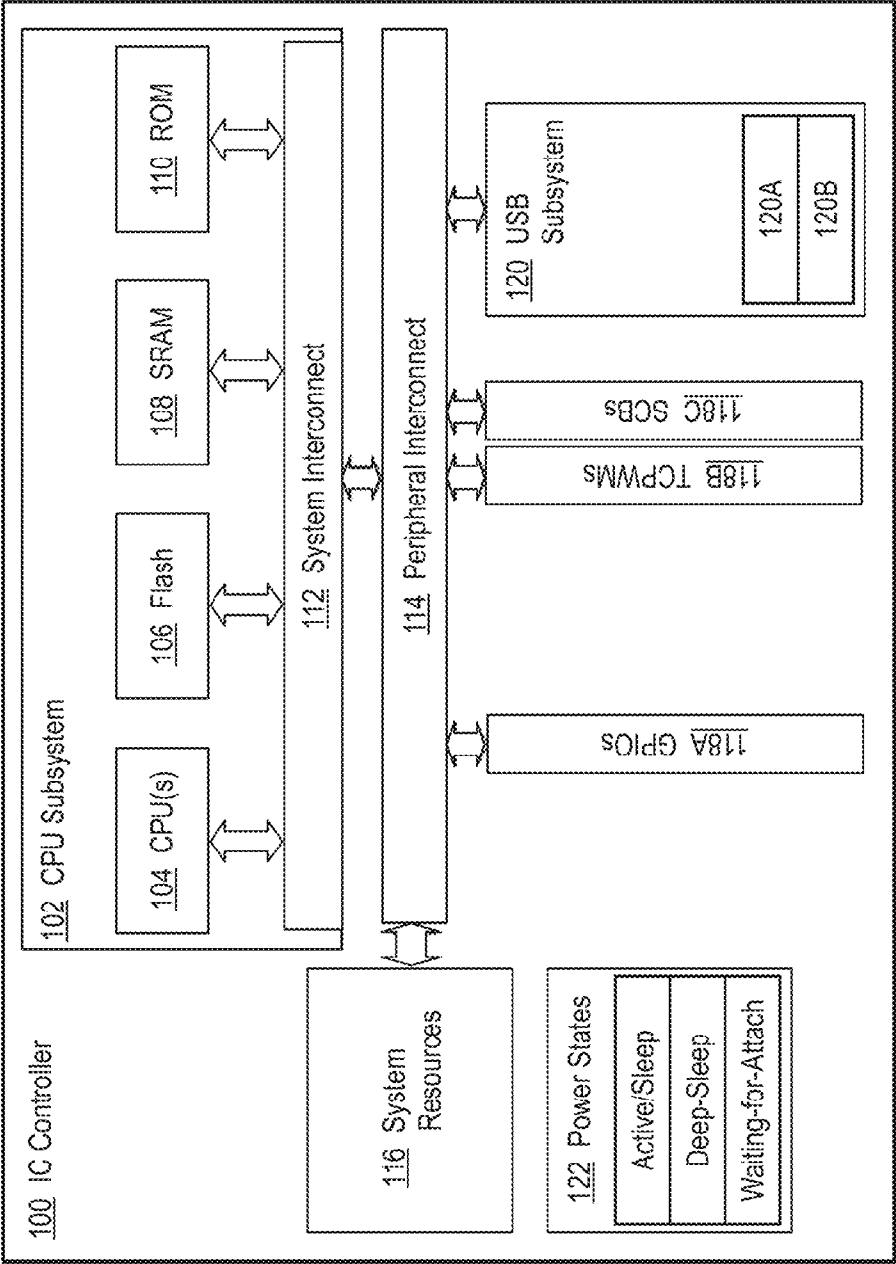 100 IC Controller
102 CPU Subsystem
104 CPU(s)
106 Flash
108 SRAM
110 ROM
112 System Interconnect
114 Peripheral Interconnect
116 System
Resources
122 Power States
Active/Sleep
Deep-Sleep
Waiting-for-Attach
118A GPIOs
118B TCPWMs
118C SCBs
120 USB
Subsystem
120A
120B